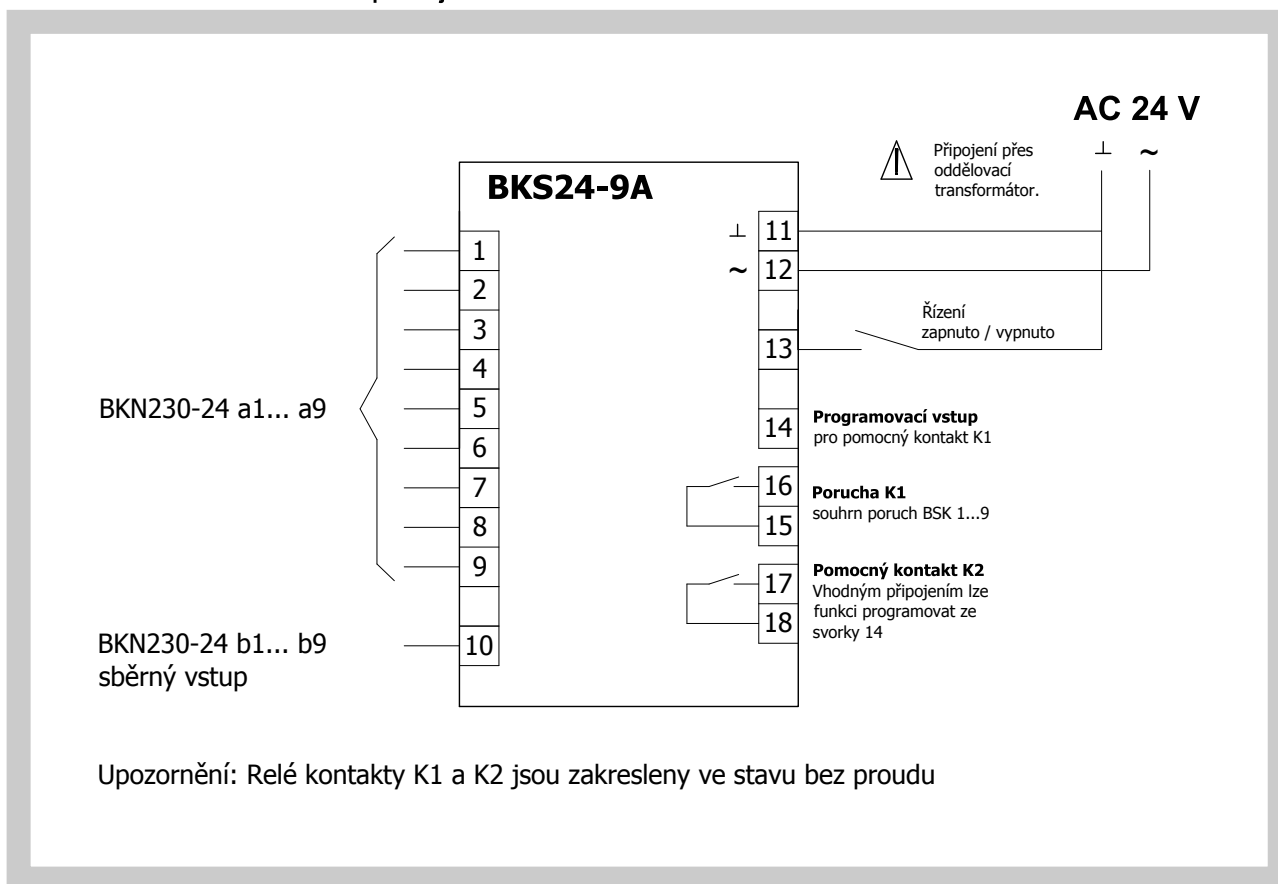 AC 24 V
Připojení přes
oddělovací
transformátor.
⊥ ~
BKS24-9A
1
2
3
4
5
6
7
8
9
10
BKN230-24 a1... a9
BKN230-24 b1... b9
sběrný vstup
⊥ 11
~ 12
13
Řízení
zapnuto / vypnuto
14
Programovací vstup
pro pomocný kontakt K1
16
15
Porucha K1
souhrn poruch BSK 1...9
17
18
Pomocný kontakt K2
Vhodným připojením lze
funkci programovat ze
svorky 14
Upozornění: Relé kontakty K1 a K2 jsou zakresleny ve stavu bez proudu